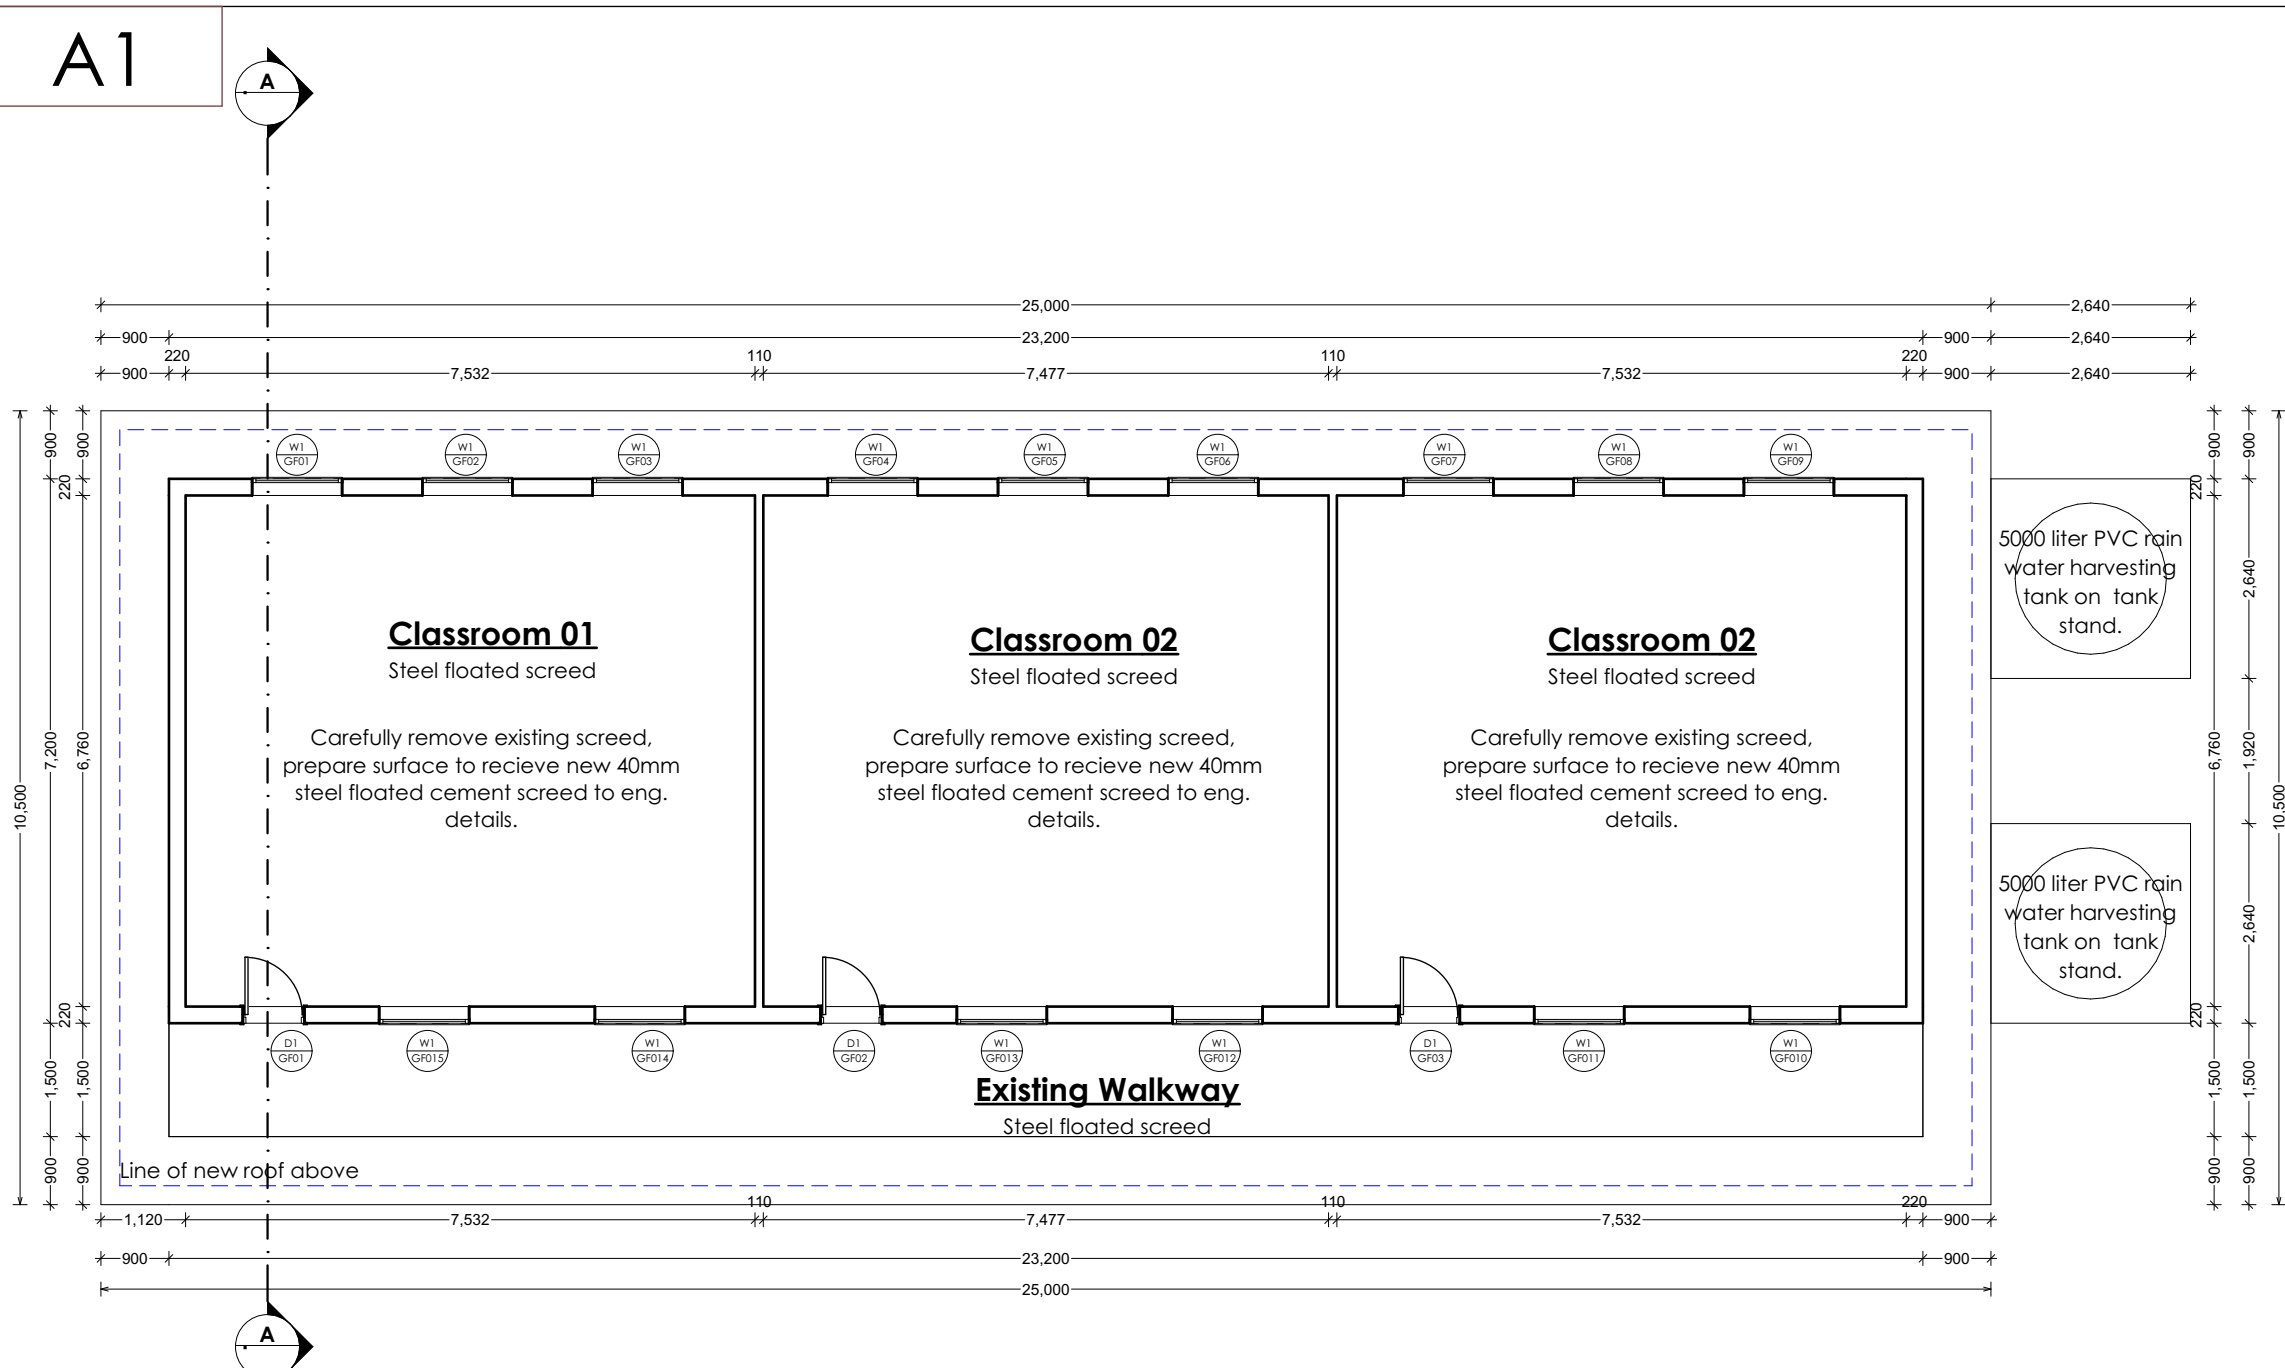 A1
A
25,000
2,640
900
23,200
900
2,640
220
110
110
220
900
7,532
7,477
7,532
900
2,640
10,500
900
7,200
1,500
900
900
220
6,760
220
1,500
900
W1
GF01
W1
GF02
W1
GF03
W1
GF04
W1
GF05
W1
GF06
W1
GF07
W1
GF08
W1
GF09
Classroom 01
Steel floated screed
Carefully remove existing screed,
prepare surface to recieve new 40mm
steel floated cement screed to eng.
details.
Classroom 02
Steel floated screed
Carefully remove existing screed,
prepare surface to recieve new 40mm
steel floated cement screed to eng.
details.
Classroom 02
Steel floated screed
Carefully remove existing screed,
prepare surface to recieve new 40mm
steel floated cement screed to eng.
details.
5000 liter PVC rain
water harvesting
tank on tank
stand.
5000 liter PVC rain
water harvesting
tank on tank
stand.
900
220
6,760
220
1,500
900
900
2,640
1,920
2,640
1,500
900
10,500
D1
GF01
W1
GF015
W1
GF014
D1
GF02
W1
GF013
W1
GF012
D1
GF03
W1
GF011
W1
GF010
Existing Walkway
Steel floated screed
Line of new roof above
110
110
220
1,120
7,532
7,477
7,532
900
900
23,200
900
25,000
A